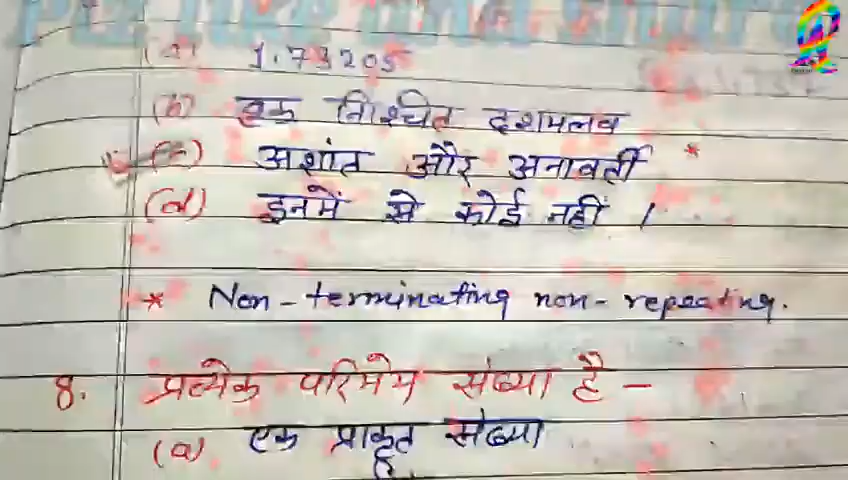 (a) 1.73205
(b) एक निश्चित दशमलव
(c) अशांत और अनावर्ती *
(d) इनमें से कोई नहीं ।
* Non-terminating non-repeating.
8. प्रत्येक परिमेय संख्या है –
(a) एक प्राकृत संख्या